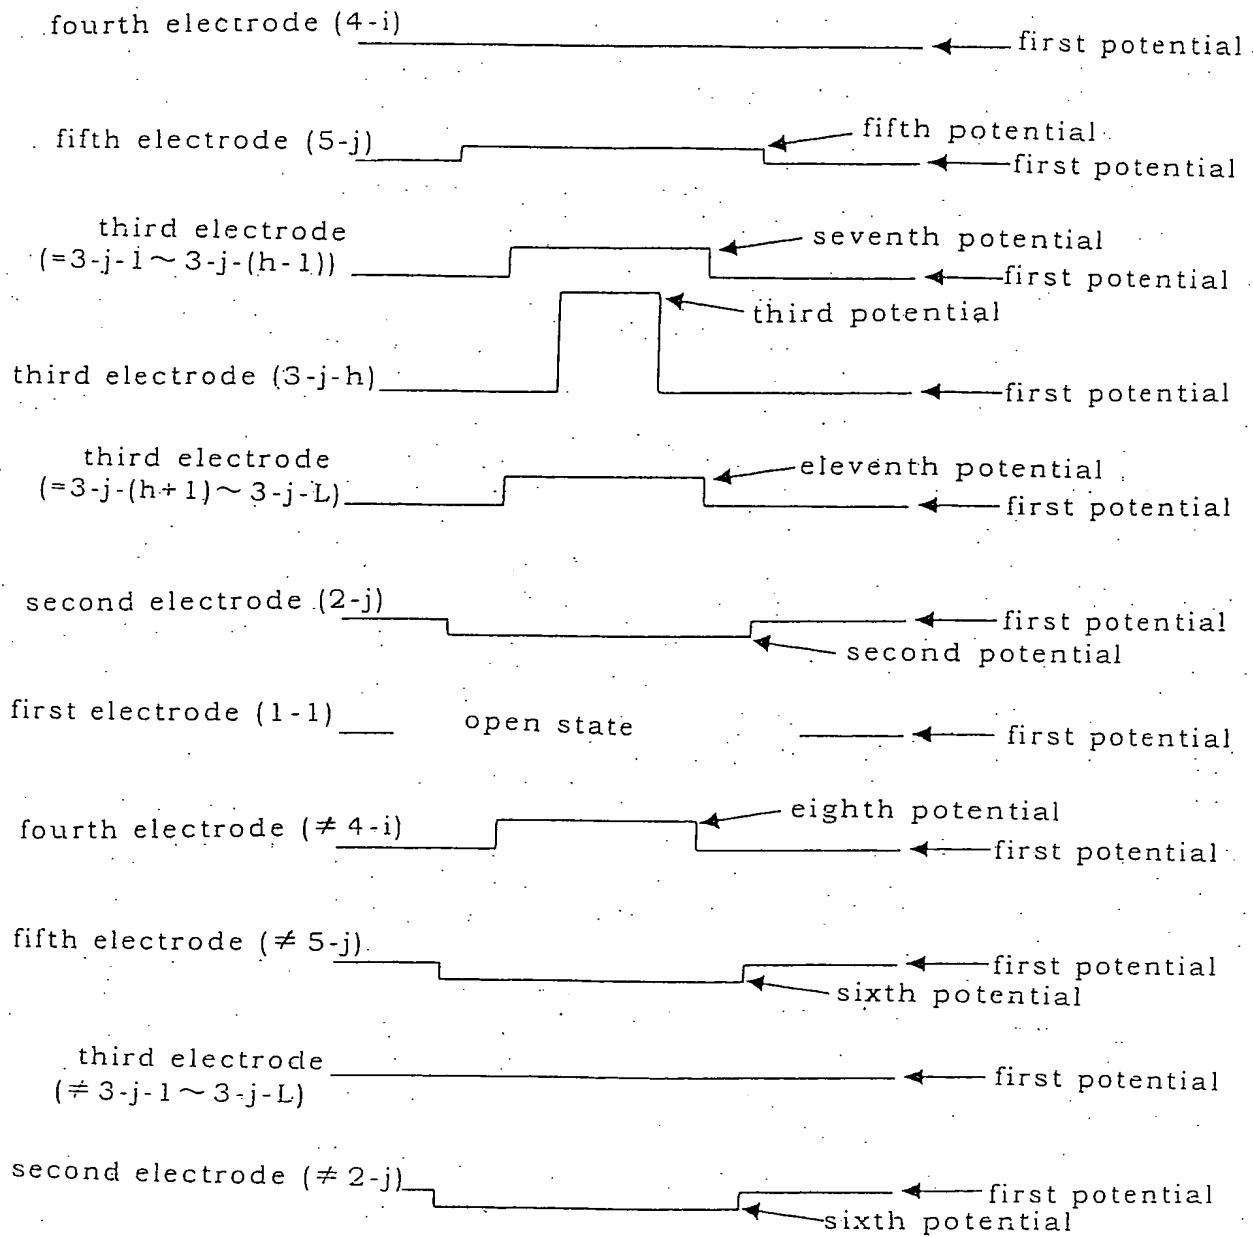 fourth electrode (4-i)
first potential
fifth electrode (5-j)
fifth potential
first potential
third electrode
(=3-j-1~3-j-(h-1))
seventh potential
first potential
third potential
third electrode (3-j-h)
first potential
third electrode
(=3-j-(h+1)~3-j-L)
eleventh potential
first potential
second electrode (2-j)
first potential
second potential
first electrode (1-1)
open state
first potential
fourth electrode (≠4-i)
eighth potential
first potential
fifth electrode (≠5-j)
first potential
sixth potential
third electrode
(≠3-j-1~3-j-L)
first potential
second electrode (≠2-j)
first potential
sixth potential